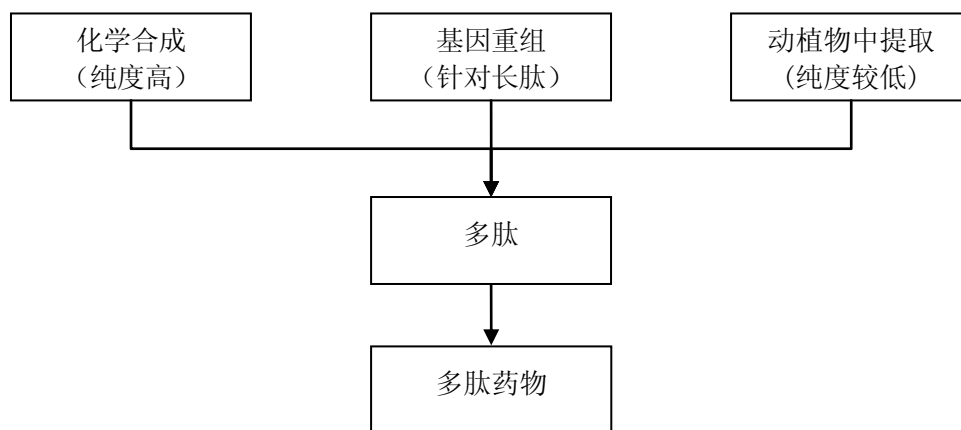 化学合成
（纯度高）
基因重组
（针对长肽）
动植物中提取
(纯度较低)
多肽
多肽药物